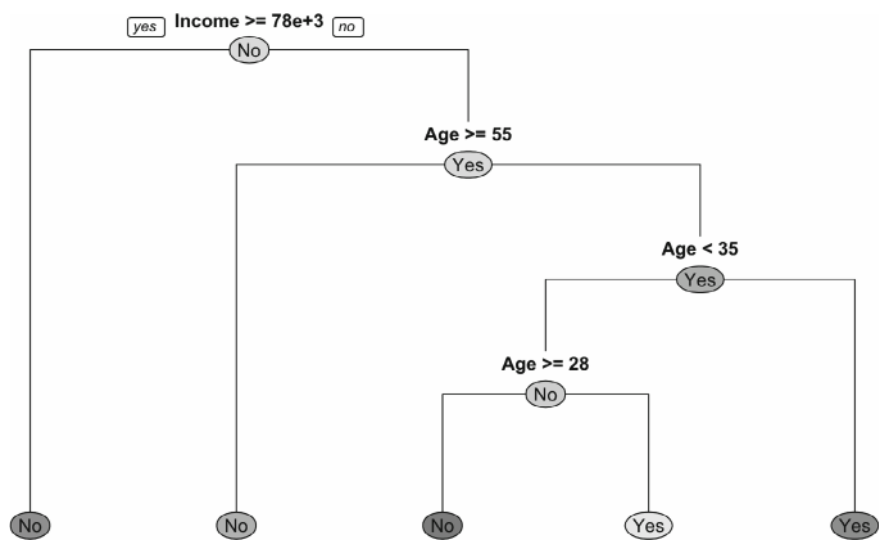 yes Income >= 78e+3 no
No
Age >= 55
Yes
Age < 35
Yes
Age >= 28
No
No No No Yes Yes